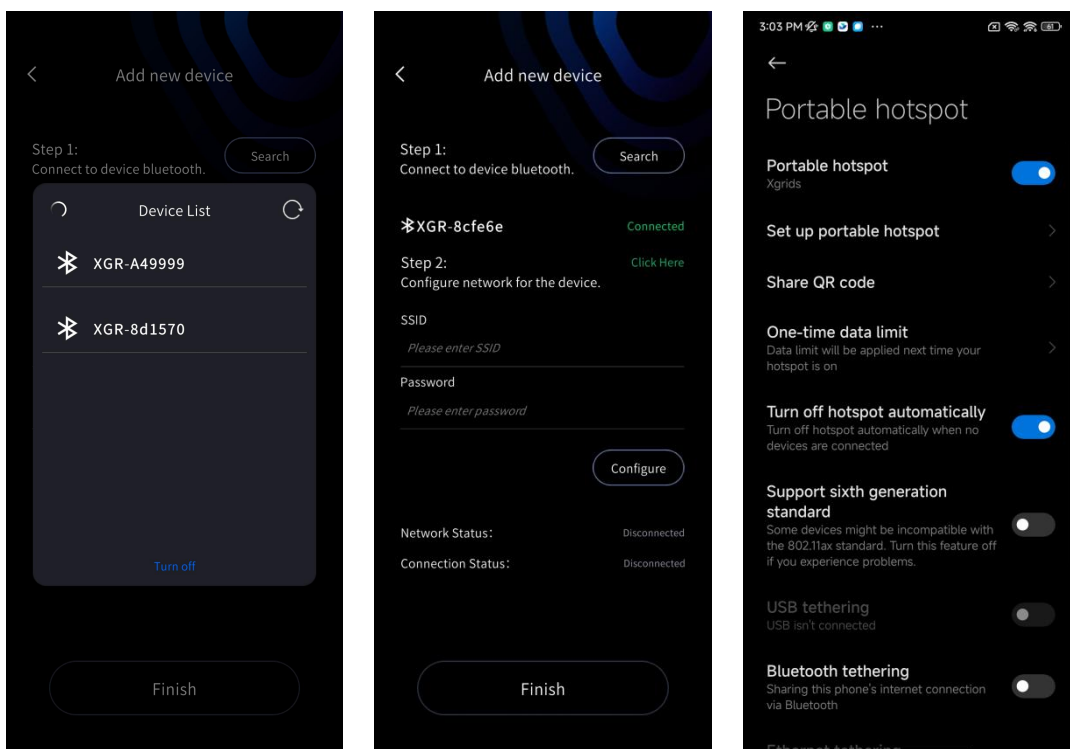 Add new device
Step 1:
Connect to device bluetooth.
Search
Device List
XGR-A49999
XGR-8d1570
Turn off
Finish
Add new device
Step 1:
Connect to device bluetooth.
Search
XGR-8cfe6e
Connected
Step 2:
Click Here
Configure network for the device.
SSID
Please enter SSID
Password
Please enter password
Configure
Network Status:
Disconnected
Connection Status:
Disconnected
Finish
3:03 PM
61
Portable hotspot
Portable hotspot
Xgrids
Set up portable hotspot
Share QR code
One-time data limit
Data limit will be applied next time your
hotspot is on
Turn off hotspot automatically
Turn off hotspot automatically when no
devices are connected
Support sixth generation
standard
Some devices might be incompatible with
the 802.11ax standard. Turn this feature off
if you experience problems.
USB tethering
USB isn't connected
Bluetooth tethering
Sharing this phone's internet connection
via Bluetooth
Ethernet tethering